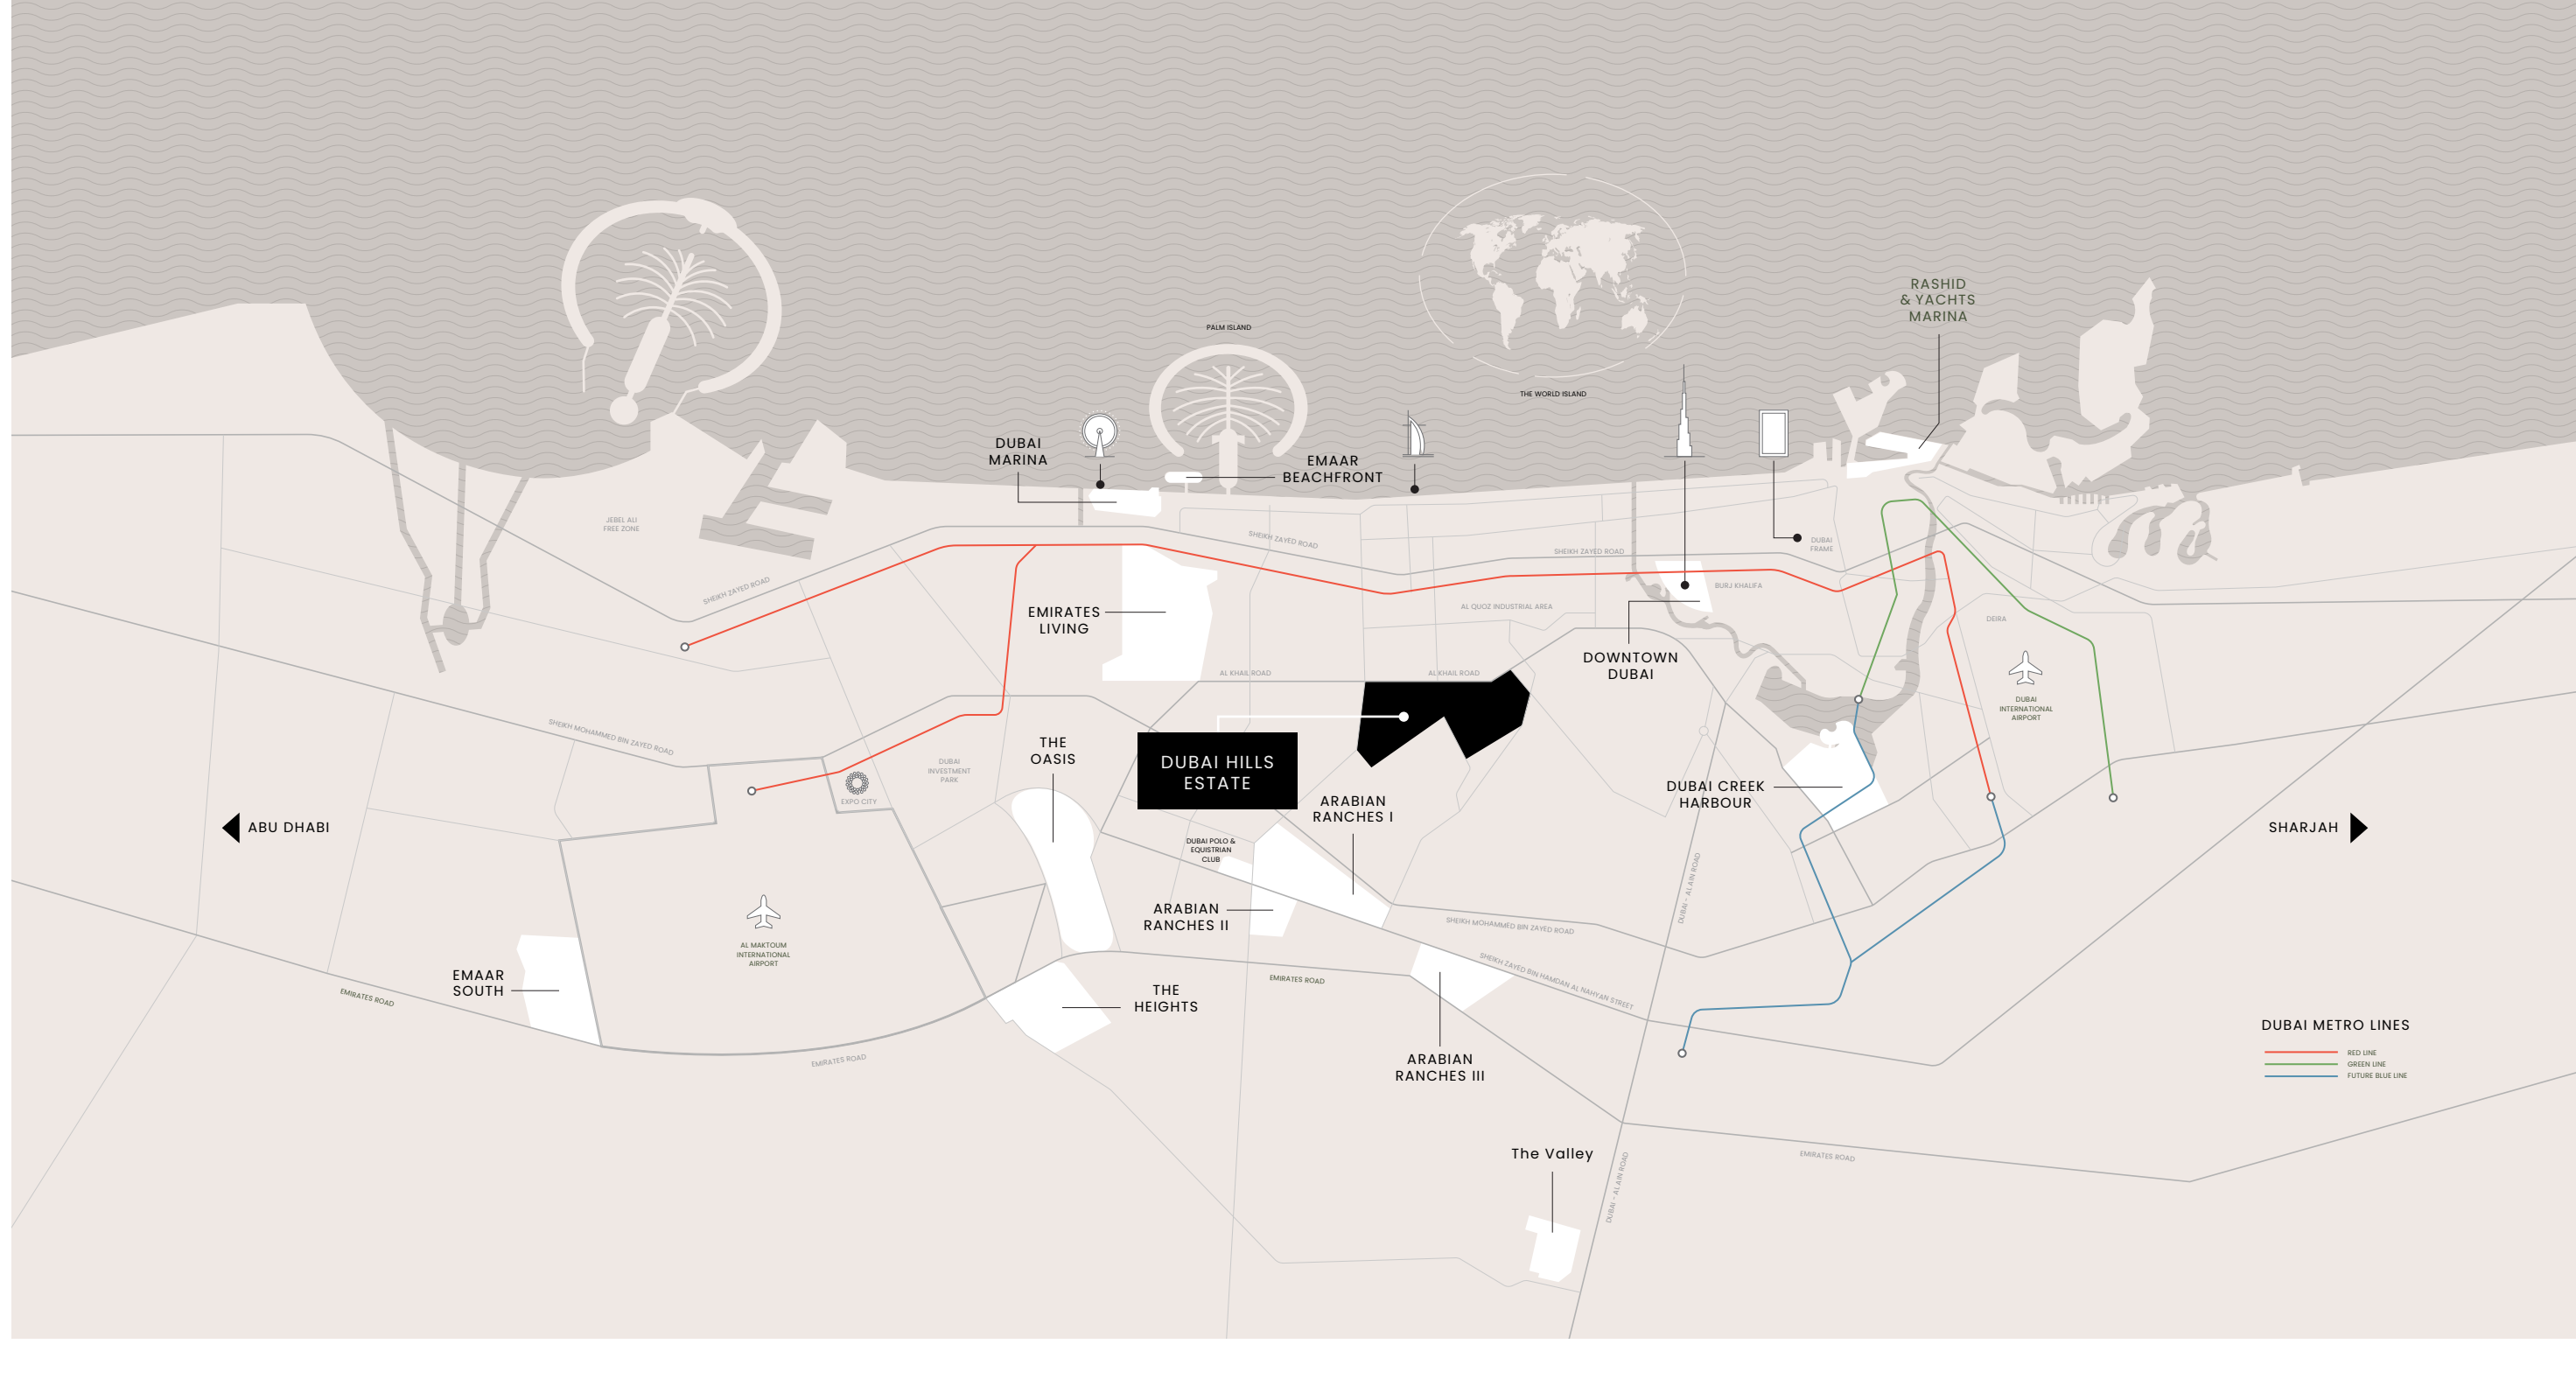 RASHID
& YACHTS
MARINA
PALM ISLAND
THE WORLD ISLAND
DUBAI
MARINA
EMAAR
BEACHFRONT
JEBEL ALI
FREE ZONE
SHEIKH ZAYED ROAD
SHEIKH ZAYED ROAD
DUBAI
FRAME
SHEIKH ZAYED ROAD
BURJ KHALIFA
AL QUOZ INDUSTRIAL AREA
EMIRATES
LIVING
DEIRA
DOWNTOWN
DUBAI
AL KHAIL ROAD
AL KHAIL ROAD
DUBAI
INTERNATIONAL
AIRPORT
SHEIKH MOHAMMED BIN ZAYED ROAD
THE
OASIS
DUBAI HILLS
ESTATE
DUBAI
INVESTMENT
PARK
EXPO CITY
DUBAI CREEK
HARBOUR
ARABIAN
RANCHES I
ABU DHABI
SHARJAH
DUBAI POLO &
EQUISTRIAN
CLUB
DUBAI - AL AIN ROAD
ARABIAN
RANCHES II
SHEIKH MOHAMMED BIN ZAYED ROAD
AL MAKTOUM
INTERNATIONAL
AIRPORT
SHEIKH ZAYED BIN HAMDAN AL NAHYAN STREET
EMAAR
SOUTH
EMIRATES ROAD
EMIRATES ROAD
THE
HEIGHTS
DUBAI METRO LINES
RED LINE
GREEN LINE
FUTURE BLUE LINE
EMIRATES ROAD
ARABIAN
RANCHES III
The Valley
EMIRATES ROAD
DUBAI - AL AIN ROAD